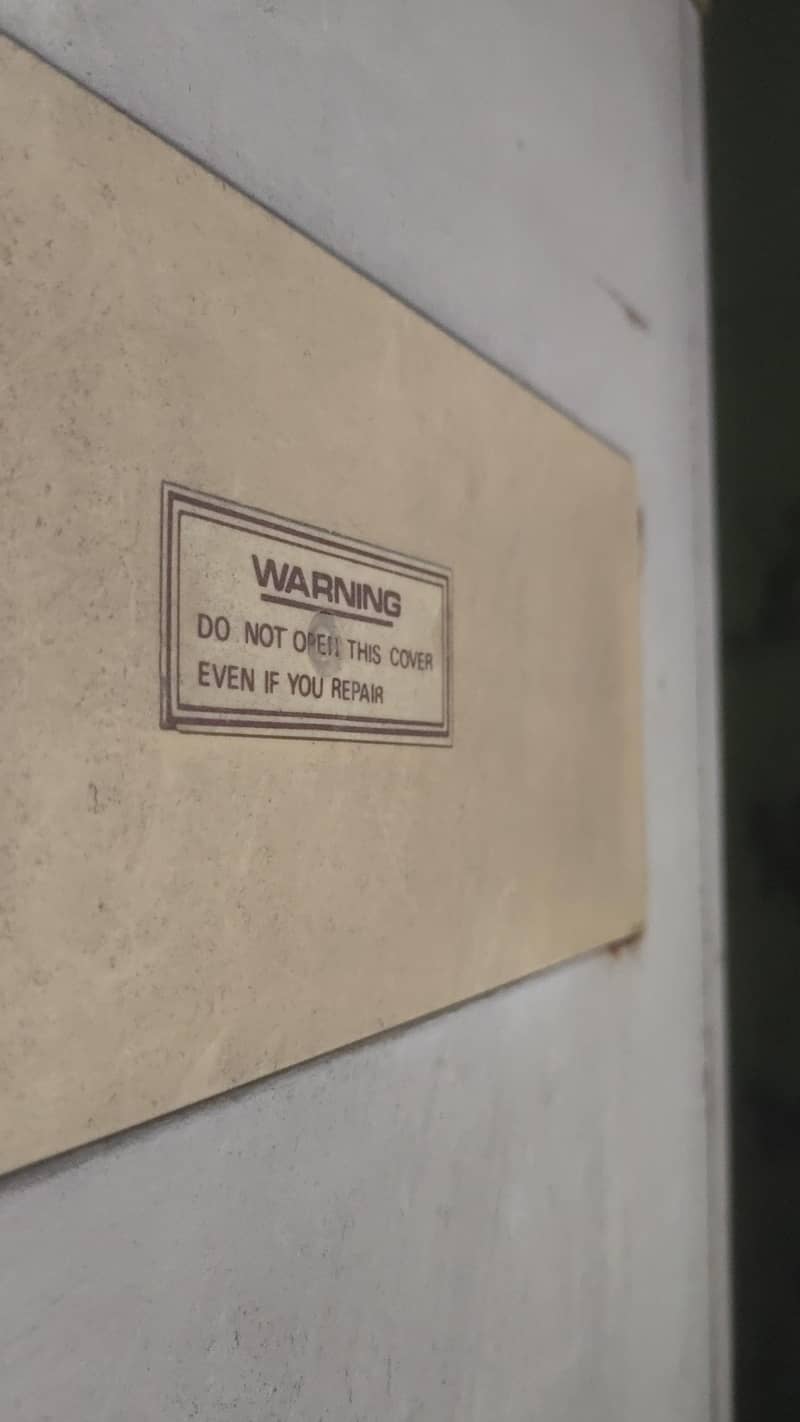 WARNING
DO NOT OPEN THIS COVER
EVEN IF YOU REPAIR